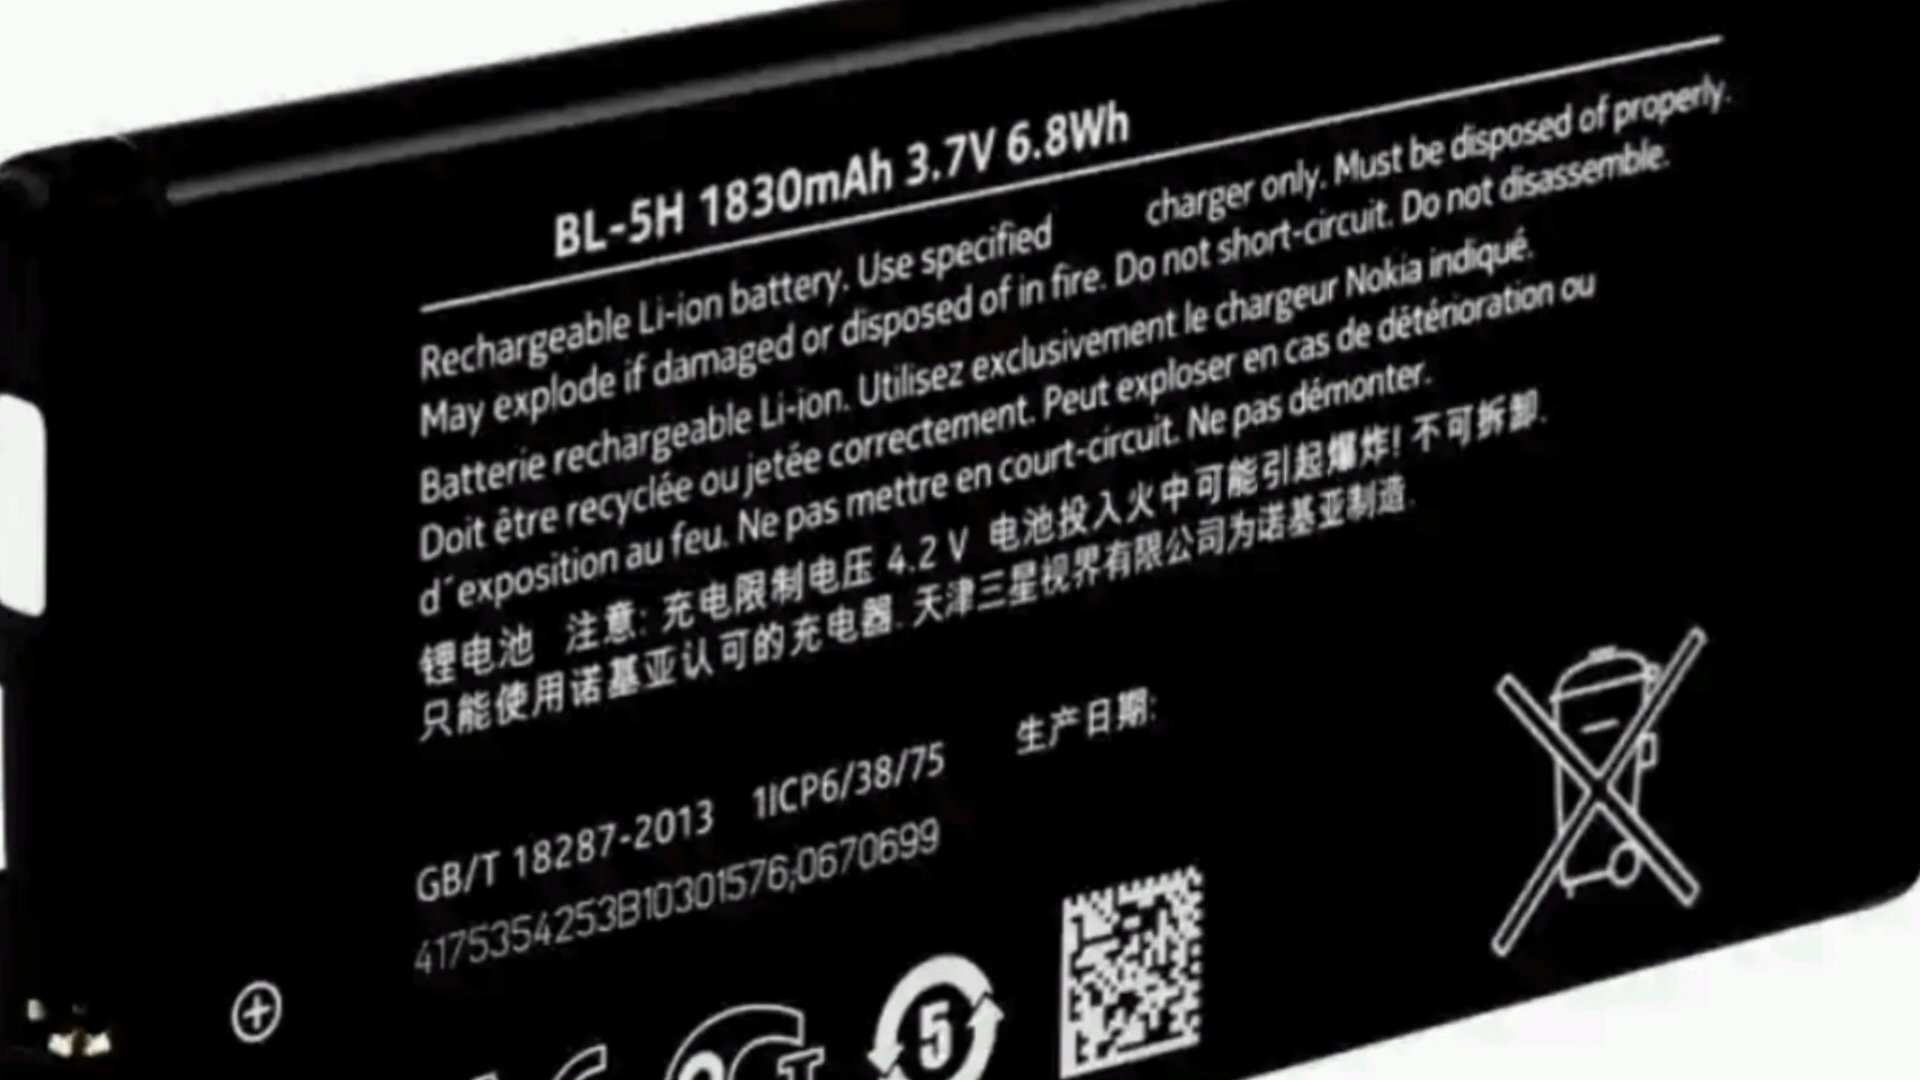 BL-5H 1830mAh 3.7V 6.8Wh
Rechargeable Li-ion battery. Use specified charger only. Must be disposed of properly.
May explode if damaged or disposed of in fire. Do not short-circuit. Do not disassemble.
Batterie rechargeable Li-ion. Utilisez exclusivement le chargeur Nokia indiqué.
Doit être recyclée ou jetée correctement. Peut exploser en cas de détérioration ou
d´exposition au feu. Ne pas mettre en court-circuit. Ne pas démonter.
锂电池 注意: 充电限制电压 4.2 V 电池投入火中可能引起爆炸! 不可拆卸.
只能使用诺基亚认可的充电器. 天津三星视界有限公司为诺基亚制造.
生产日期:
GB/T 18287-2013 1ICP6/38/75
4175354253B10301576;0670699
5